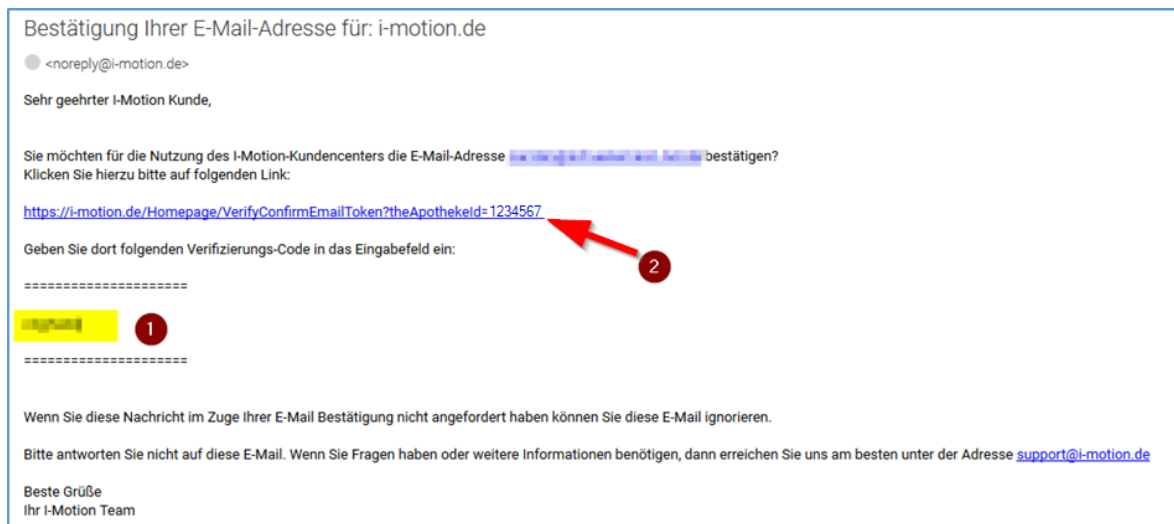 Bestätigung Ihrer E-Mail-Adresse für: i-motion.de
<noreply@i-motion.de>
Sehr geehrter I-Motion Kunde,
Sie möchten für die Nutzung des I-Motion-Kundencenters die E-Mail-Adresse bestätigen?
Klicken Sie hierzu bitte auf folgenden Link:
https://i-motion.de/Homepage/VerifyConfirmEmailToken?theApothekeId=1234567
Geben Sie dort folgenden Verifizierungs-Code in das Eingabefeld ein:
2
=====================
1
=====================
Wenn Sie diese Nachricht im Zuge Ihrer E-Mail Bestätigung nicht angefordert haben können Sie diese E-Mail ignorieren.
Bitte antworten Sie nicht auf diese E-Mail. Wenn Sie Fragen haben oder weitere Informationen benötigen, dann erreichen Sie uns am besten unter der Adresse support@i-motion.de
Beste Grüße
Ihr I-Motion Team